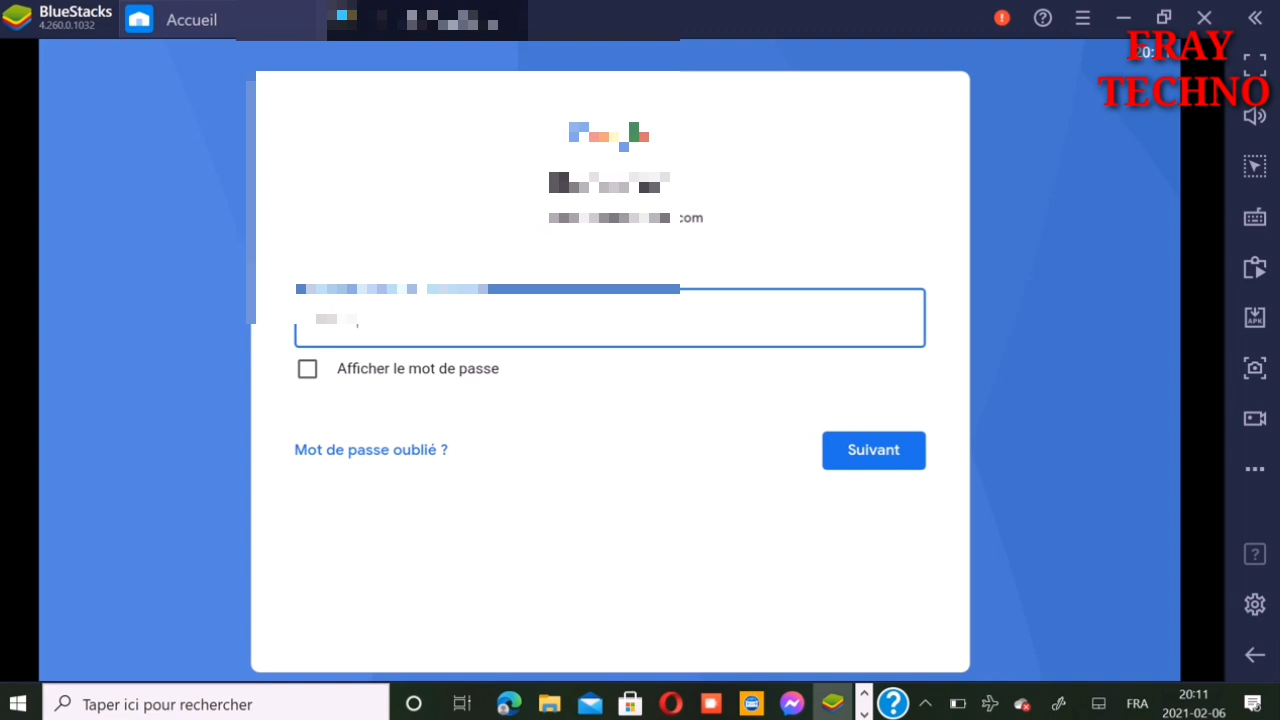 BlueStacks
4.260.0.1032
Accueil
FRAY
TECHNO
com
Afficher le mot de passe
Mot de passe oublié ?
Suivant
APK
Taper ici pour rechercher
FRA
20:11
2021-02-06